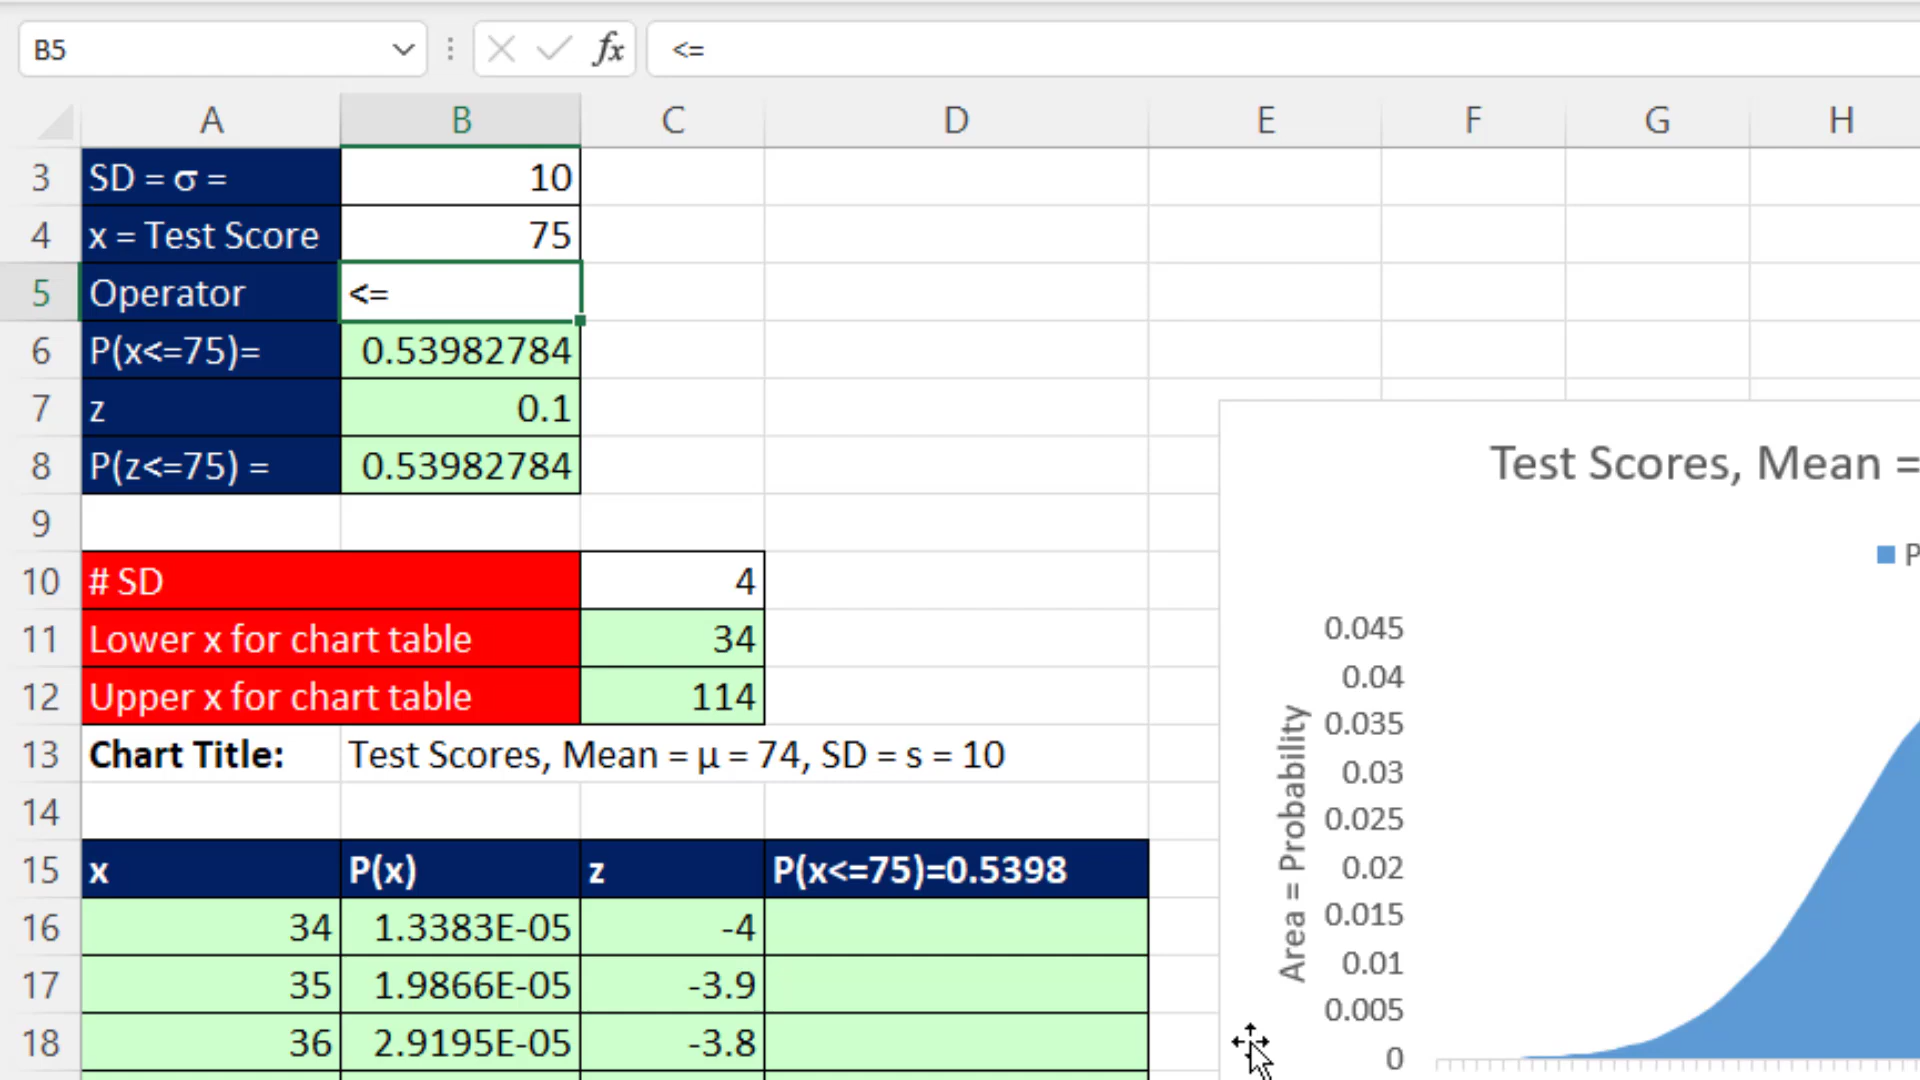 B5 fx <=
A B C D E F G H
3 SD = σ = 10
4 x = Test Score 75
5 Operator <=
6 P(x<=75)= 0.53982784
7 z 0.1
8 P(z<=75) = 0.53982784
9
10 # SD 4
11 Lower x for chart table 34
12 Upper x for chart table 114
13 Chart Title: Test Scores, Mean = μ = 74, SD = s = 10
14
15 x P(x) z P(x<=75)=0.5398
16 34 1.3383E-05 -4
17 35 1.9866E-05 -3.9
18 36 2.9195E-05 -3.8
Test Scores, Mean =
P
0.045
0.04
0.035
0.03
0.025
0.02
0.015
0.01
0.005
0
Area = Probability